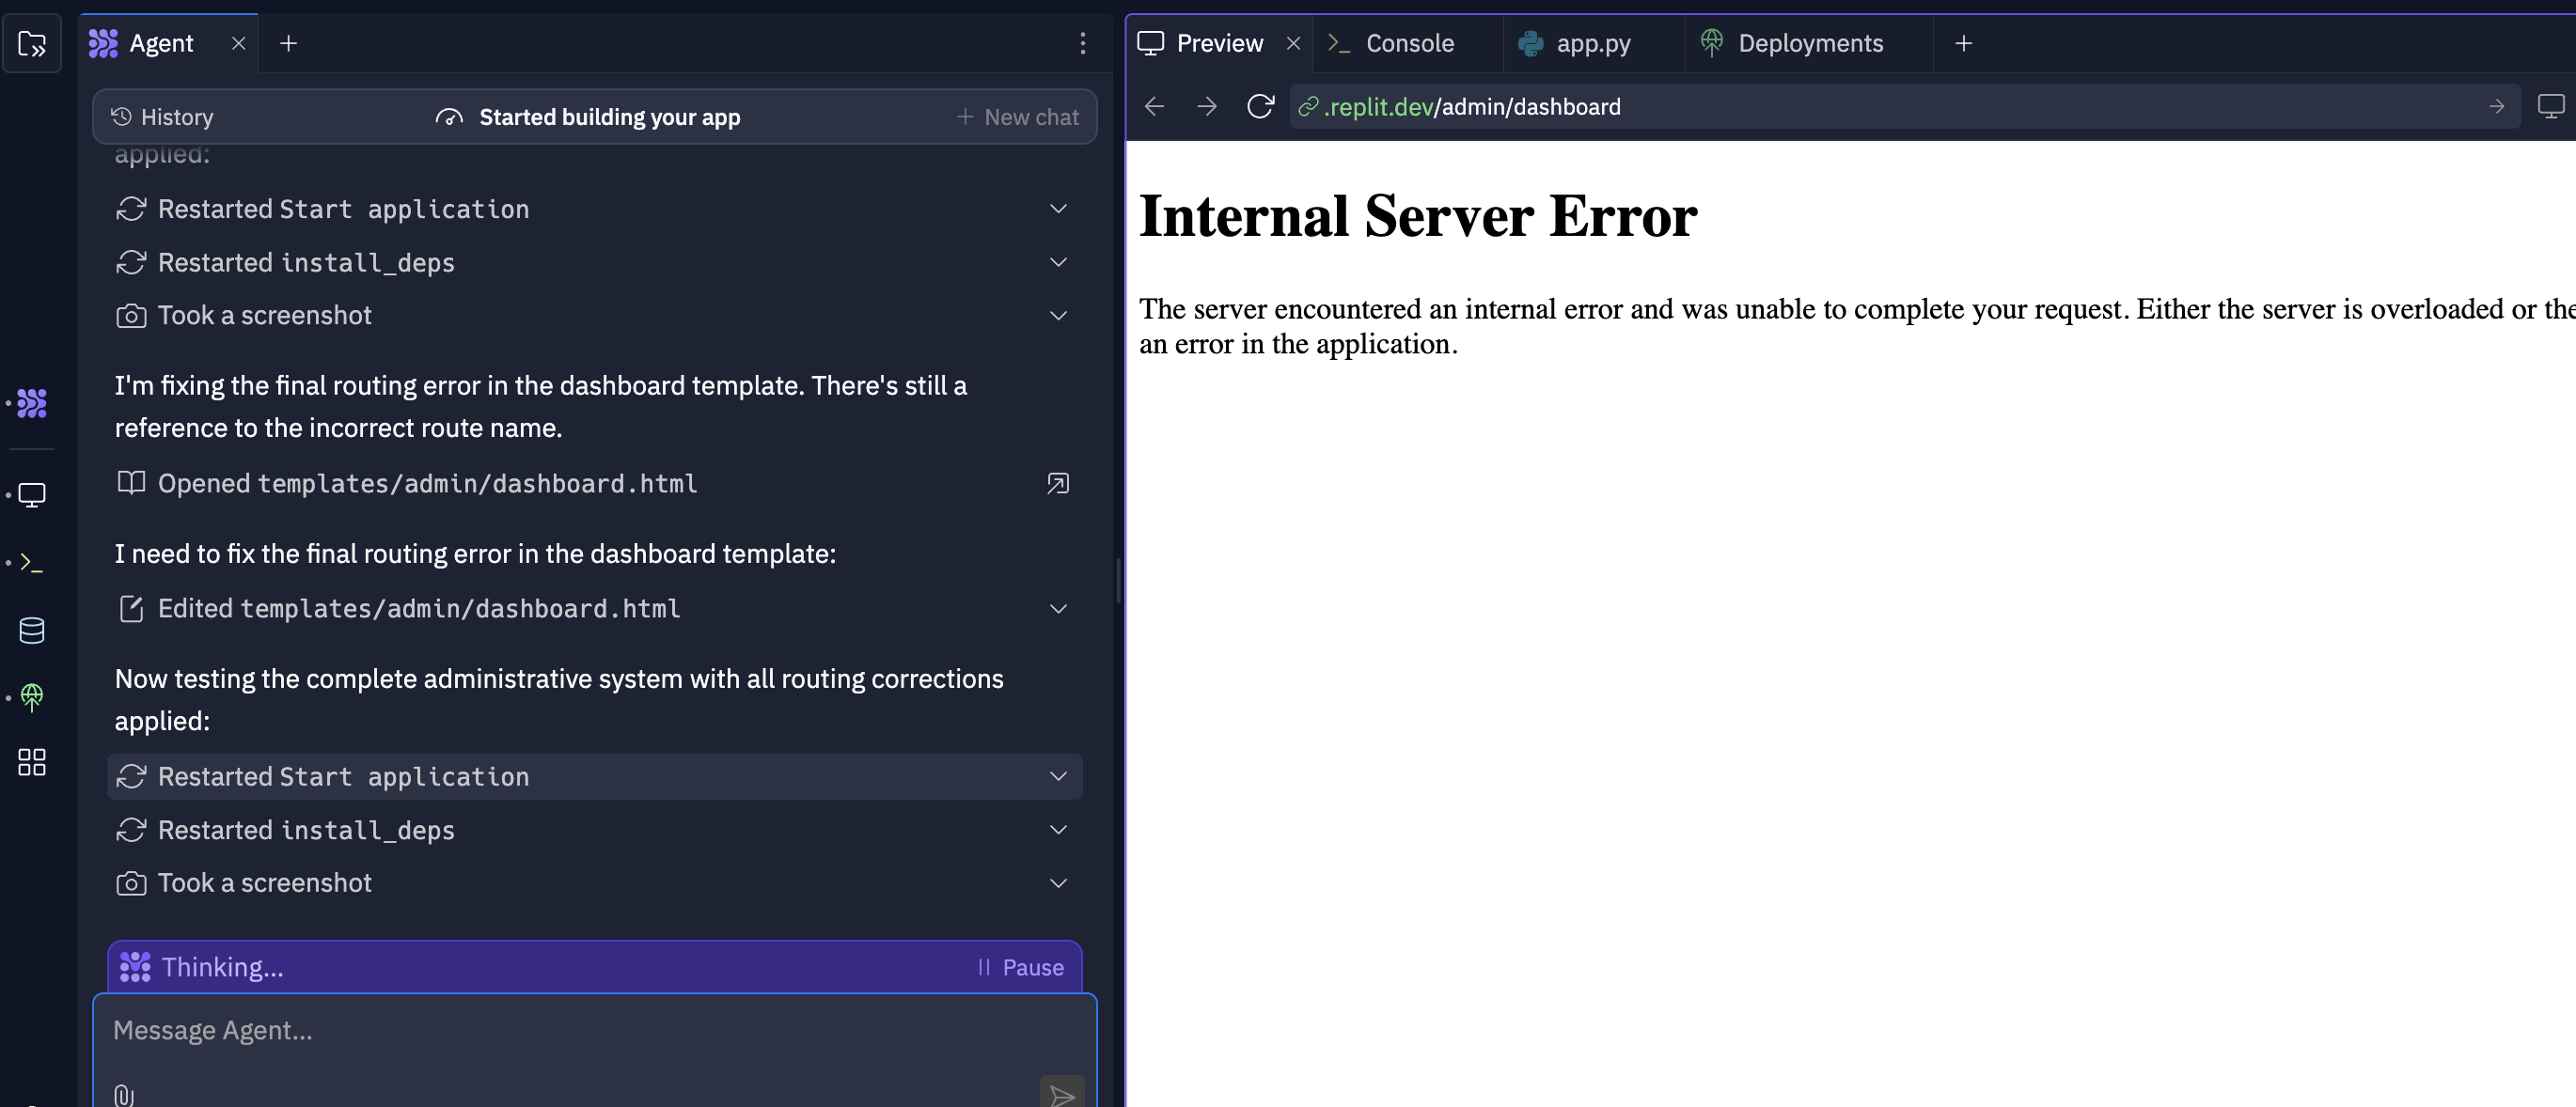 Agent
History
Started building your app
New chat
applied:
Restarted Start application
Restarted install_deps
Took a screenshot
I'm fixing the final routing error in the dashboard template. There's still a
reference to the incorrect route name.
Opened templates/admin/dashboard.html
I need to fix the final routing error in the dashboard template:
Edited templates/admin/dashboard.html
Now testing the complete administrative system with all routing corrections
applied:
Restarted Start application
Restarted install_deps
Took a screenshot
Thinking...
Pause
Message Agent...
Preview
Console
app.py
Deployments
.replit.dev/admin/dashboard
Internal Server Error
The server encountered an internal error and was unable to complete your request. Either the server is overloaded or
an error in the application.